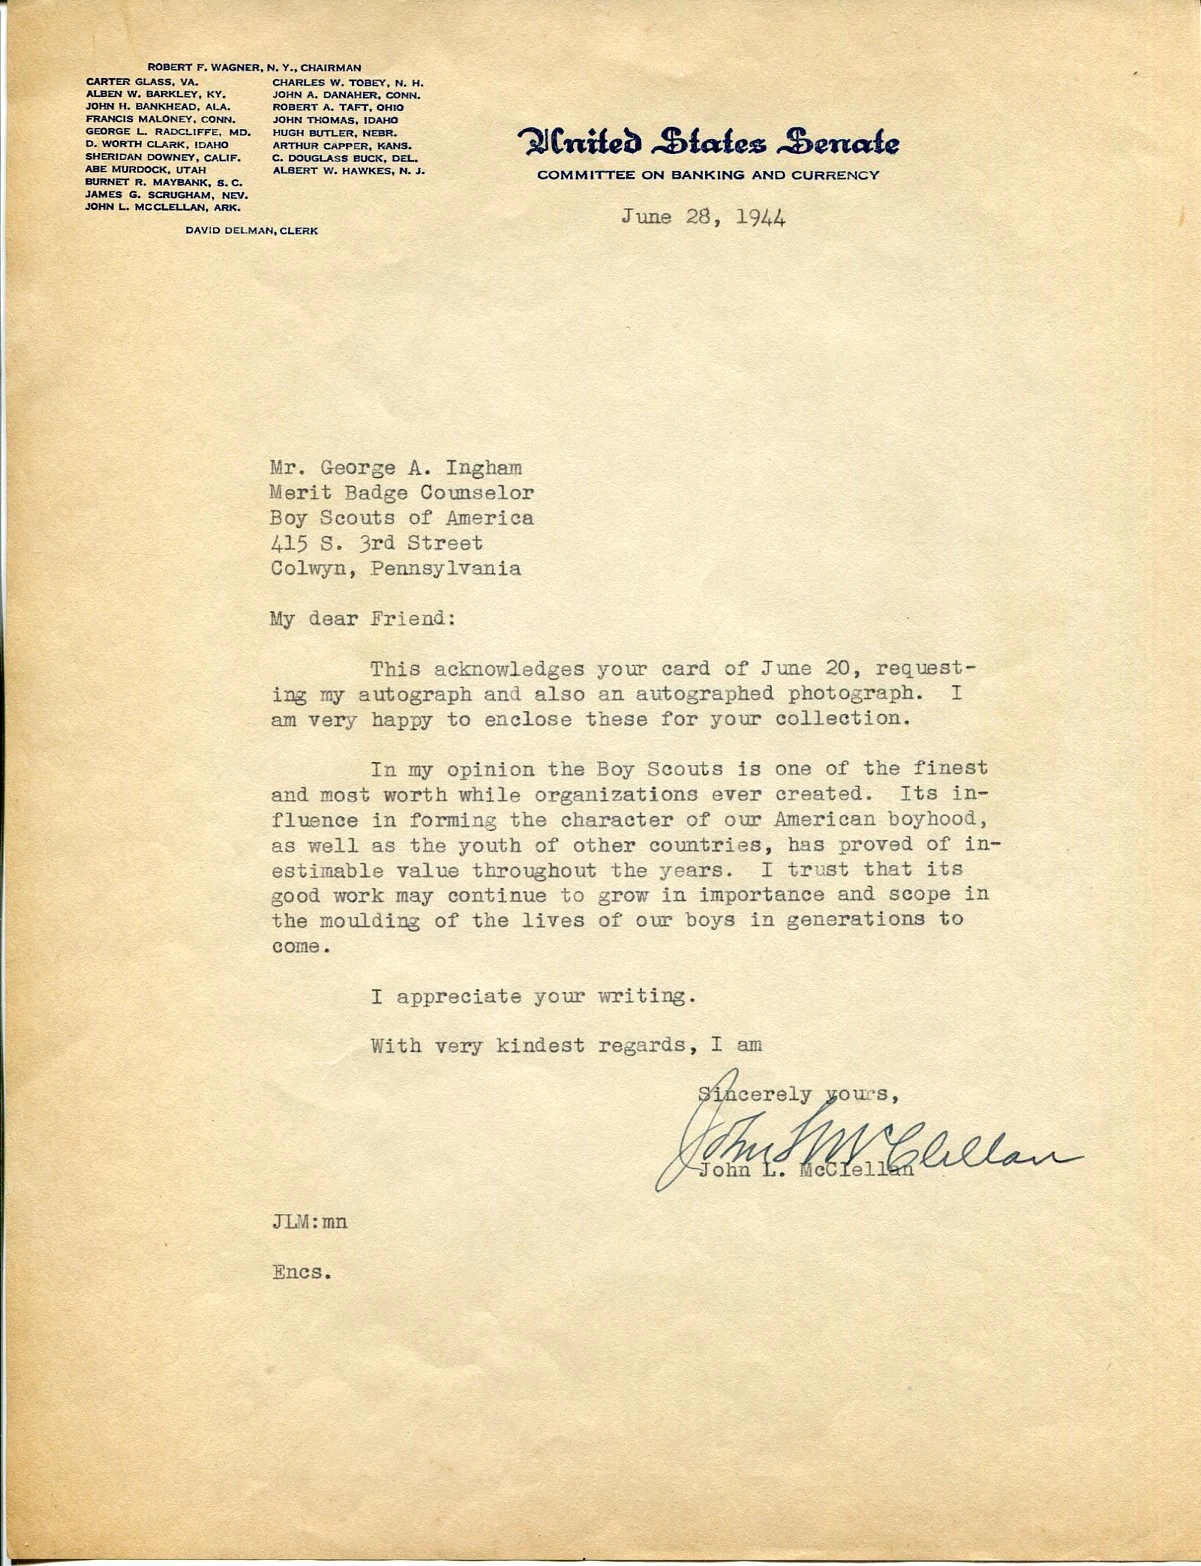 ROBERT F. WAGNER, N. Y., CHAIRMAN
CARTER GLASS, VA.
ALBEN W. BARKLEY, KY.
JOHN H. BANKHEAD, ALA.
FRANCIS MALONEY, CONN.
GEORGE L. RADCLIFFE, MD.
D. WORTH CLARK, IDAHO
SHERIDAN DOWNEY, CALIF.
ABE MURDOCK, UTAH
BURNET R. MAYBANK, S. C.
JAMES G. SCRUGHAM, NEV.
JOHN L. MCCLELLAN, ARK.
CHARLES W. TOBEY, N. H.
JOHN A. DANAHER, CONN.
ROBERT A. TAFT, OHIO
JOHN THOMAS, IDAHO
HUGH BUTLER, NEBR.
ARTHUR CAPPER, KANS.
C. DOUGLASS BUCK, DEL.
ALBERT W. HAWKES, N. J.
DAVID DELMAN, CLERK
United States Senate
COMMITTEE ON BANKING AND CURRENCY
June 28, 1944
Mr. George A. Ingham
Merit Badge Counselor
Boy Scouts of America
415 S. 3rd Street
Colwyn, Pennsylvania
My dear Friend:
This acknowledges your card of June 20, request-
ing my autograph and also an autographed photograph. I
am very happy to enclose these for your collection.
In my opinion the Boy Scouts is one of the finest
and most worth while organizations ever created. Its in-
fluence in forming the character of our American boyhood,
as well as the youth of other countries, has proved of in-
estimable value throughout the years. I trust that its
good work may continue to grow in importance and scope in
the moulding of the lives of our boys in generations to
come.
I appreciate your writing.
With very kindest regards, I am
Sincerely yours,
John L McClellan
John L. McClellan
JLM:mn
Encs.